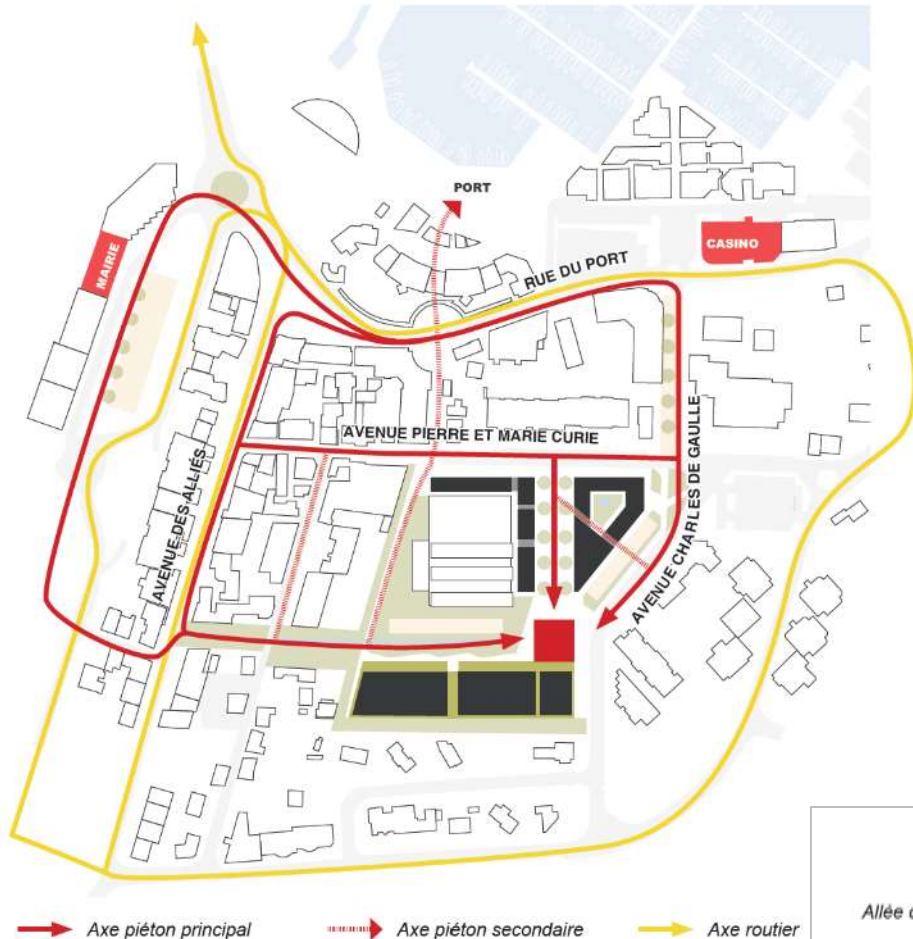 PORT
MAIRIE
CASINO
RUE DU PORT
AVENUE PIERRE ET MARIE CURIE
AVENUE DES ALLIÉS
AVENUE CHARLES DE GAULLE
Axe piéton principal
Axe piéton secondaire
Axe routier
Allée